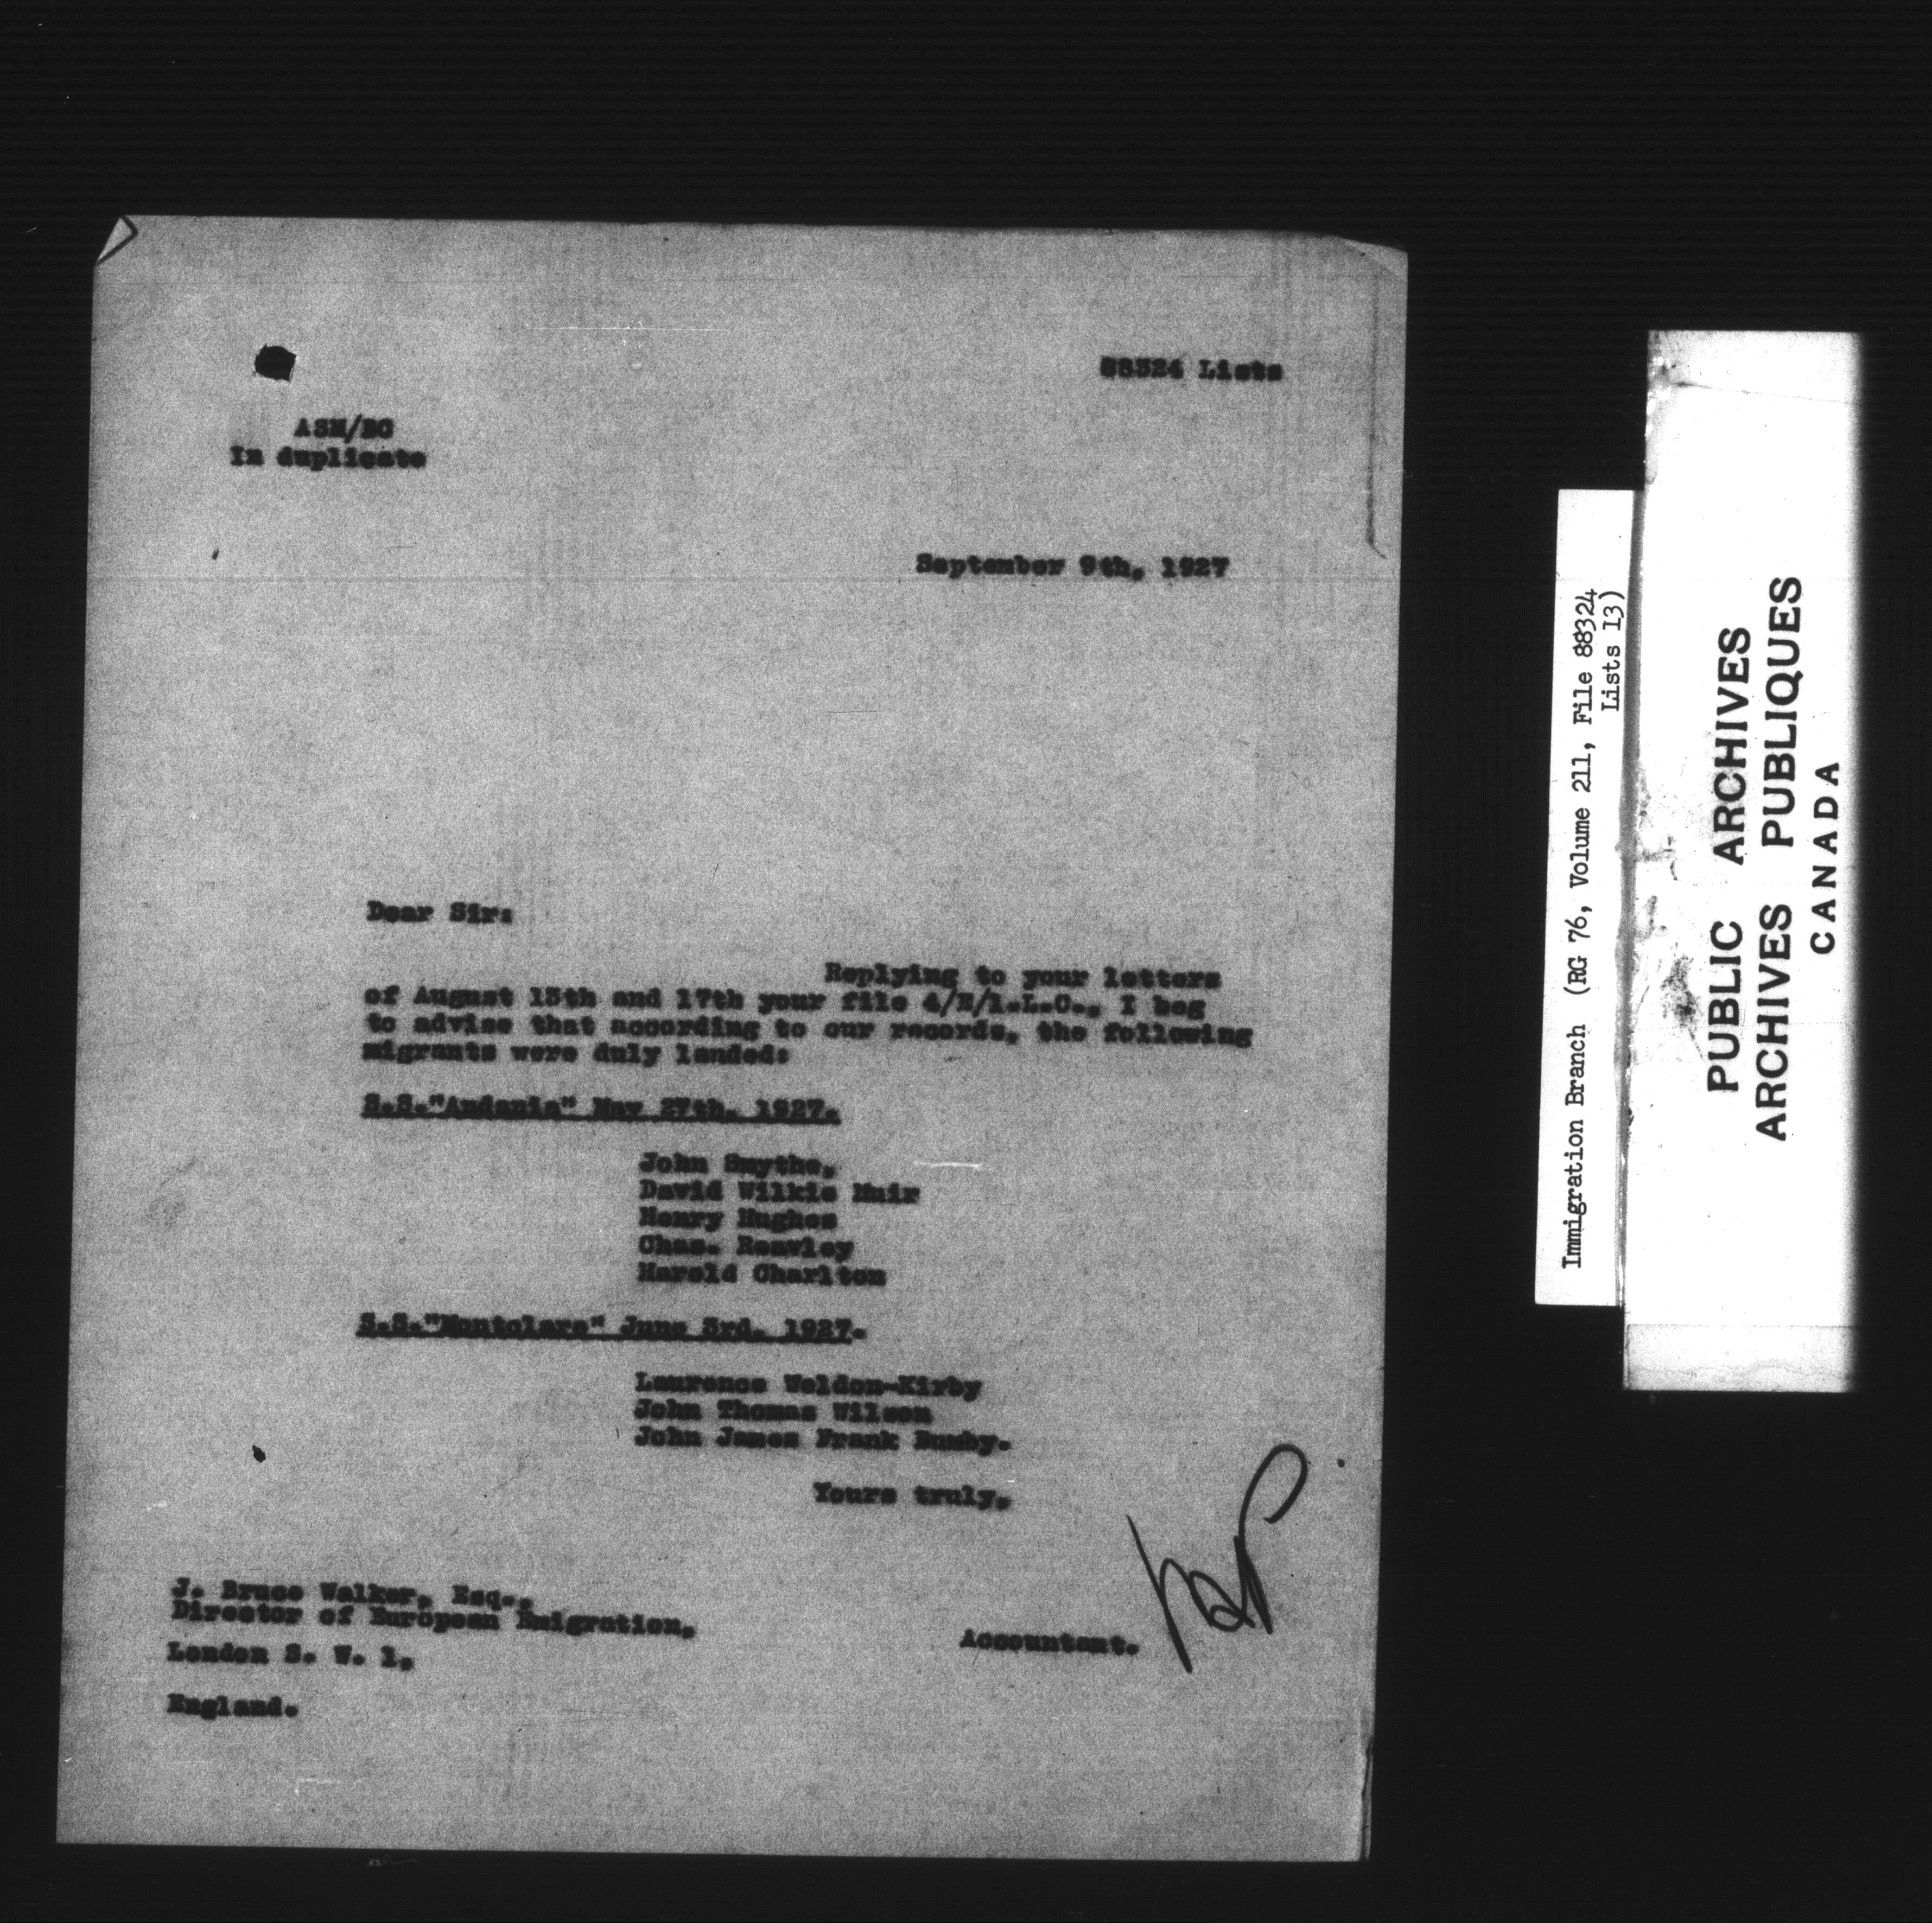 88324 Lists
ASM/BG
In duplicate
September 9th, 1927
Dear Sir:
Replying to your letters
of August 15th and 17th your file 4/E/1.L.C., I beg
to advise that according to our records, the following
migrants were duly landed:
S.S."Andania" May 27th, 1927.
John Smythe,
David Wilkie Muir
Henry Hughes
Chas. Reavley
Harold Charlton
S.S."Montclare" June 3rd, 1927.
Laurence Weldon-Kirby
John Thomas Wilson
John James Frank Bumby.
Yours truly,
J. Bruce Walker, Esq.,
Director of European Emigration,
London S. W. 1,
England.
Accountant.
Immigration Branch (RG 76, Volume 211, File 88324
Lists 13)
PUBLIC ARCHIVES
ARCHIVES PUBLIQUES
CANADA